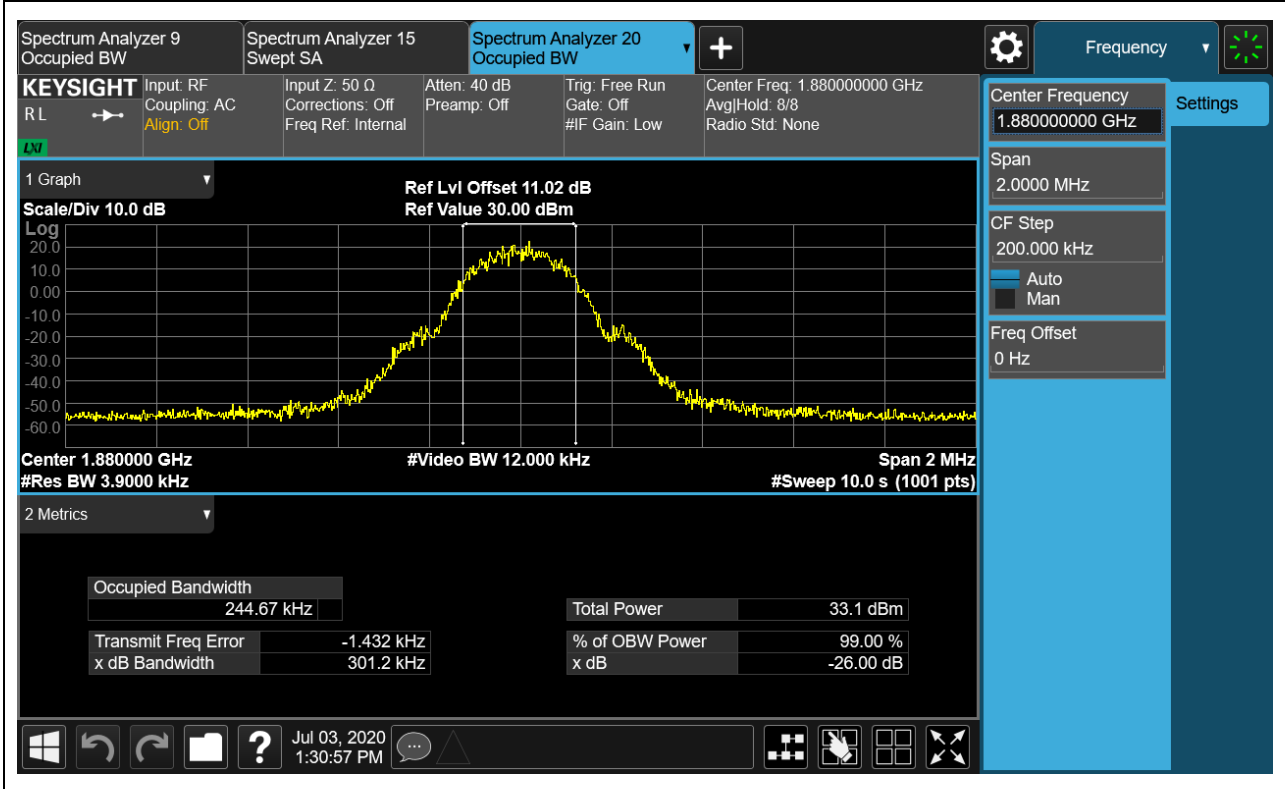 Spectrum Analyzer 9
Occupied BW
Spectrum Analyzer 15
Swept SA
Spectrum Analyzer 20
Occupied BW
Frequency
KEYSIGHT
RL
LXI
Input: RF
Coupling: AC
Align: Off
Input Z: 50 Ω
Corrections: Off
Freq Ref: Internal
Atten: 40 dB
Preamp: Off
Trig: Free Run
Gate: Off
#IF Gain: Low
Center Freq: 1.880000000 GHz
Avg|Hold: 8/8
Radio Std: None
Center Frequency
1.880000000 GHz
Settings
Span
2.0000 MHz
CF Step
200.000 kHz
Auto
Man
Freq Offset
0 Hz
1 Graph
Scale/Div 10.0 dB
Ref Lvl Offset 11.02 dB
Ref Value 30.00 dBm
Log
20.0
10.0
0.00
-10.0
-20.0
-30.0
-40.0
-50.0
-60.0
Center 1.880000 GHz
#Video BW 12.000 kHz
Span 2 MHz
#Res BW 3.9000 kHz
#Sweep 10.0 s (1001 pts)
2 Metrics
Occupied Bandwidth
244.67 kHz
Total Power 33.1 dBm
Transmit Freq Error -1.432 kHz
% of OBW Power 99.00 %
x dB Bandwidth 301.2 kHz
x dB -26.00 dB
?
Jul 03, 2020
1:30:57 PM